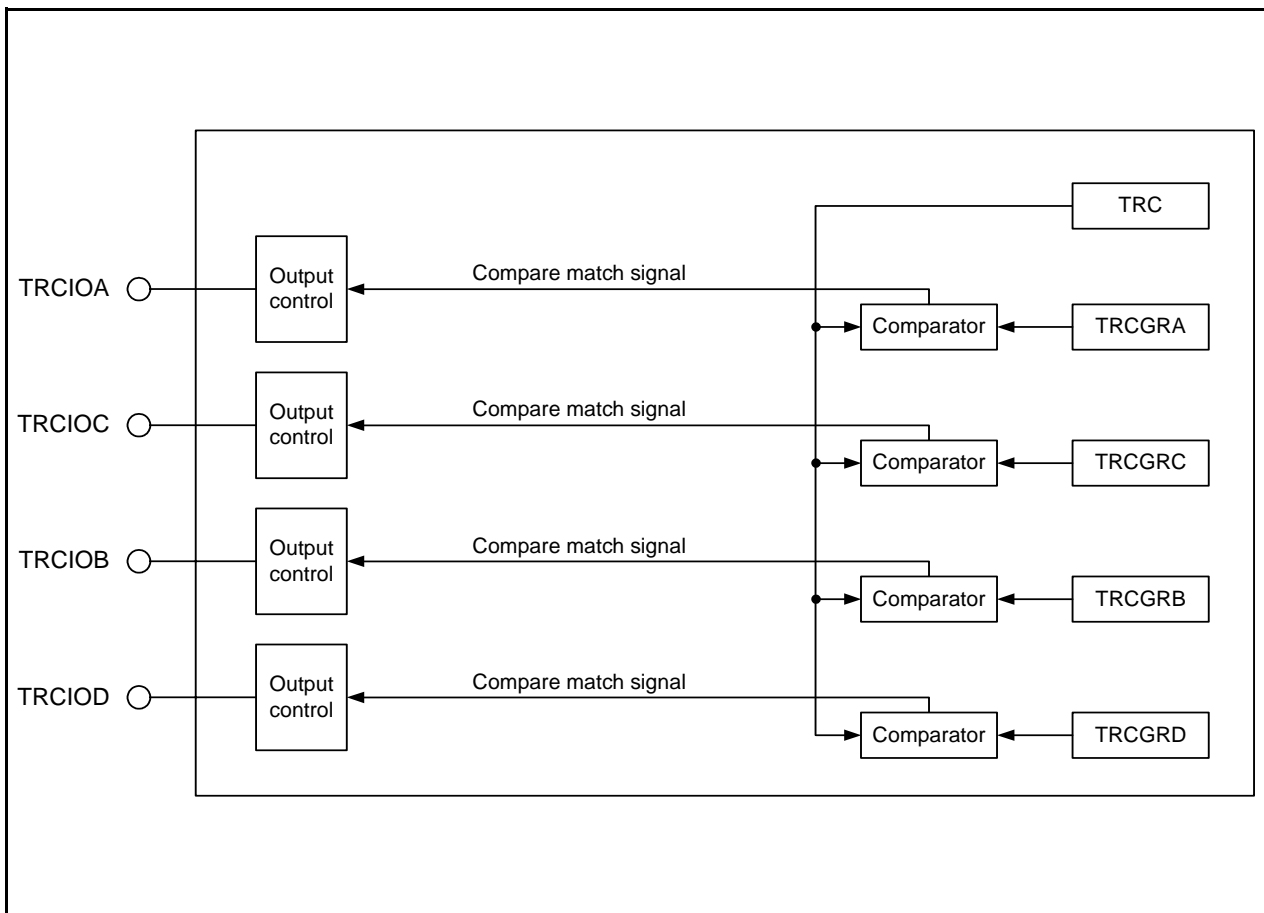 TRC
TRCIOA
Output
control
Compare match signal
Comparator
TRCGRA
TRCIOC
Output
control
Compare match signal
Comparator
TRCGRC
TRCIOB
Output
control
Compare match signal
Comparator
TRCGRB
TRCIOD
Output
control
Compare match signal
Comparator
TRCGRD